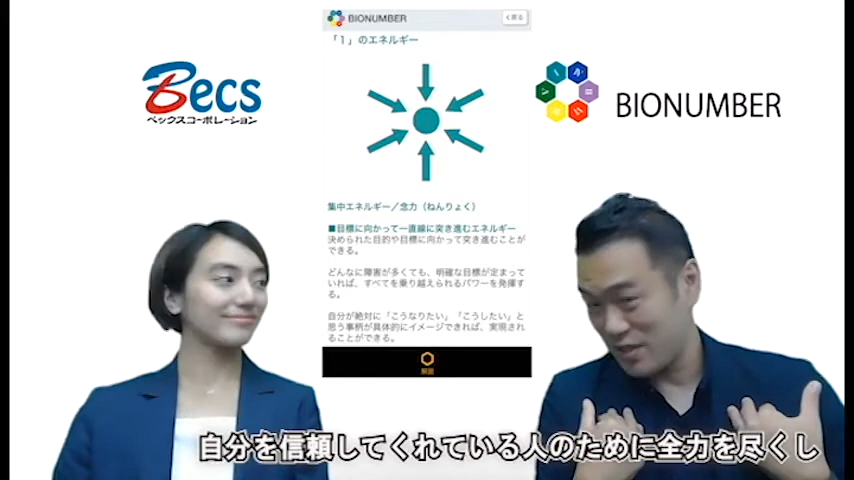 BIONUMBER
く戻る
「1」のエネルギー
Becs
ベックスコーポレーション
BIONUMBER
集中エネルギー／念力（ねんりょく）
■目標に向かって一直線に突き進むエネルギー
決められた目的や目標に向かって突き進むことが
できる。
どんなに障害が多くても、明確な目標が定まって
いれば、すべてを乗り越えられるパワーを発揮す
る。
自分が絶対に「こうなりたい」「こうしたい」と
思う事柄が具体的にイメージできれば、実現され
ることができる。
自分を信頼してくれている人のために全力を尽くし